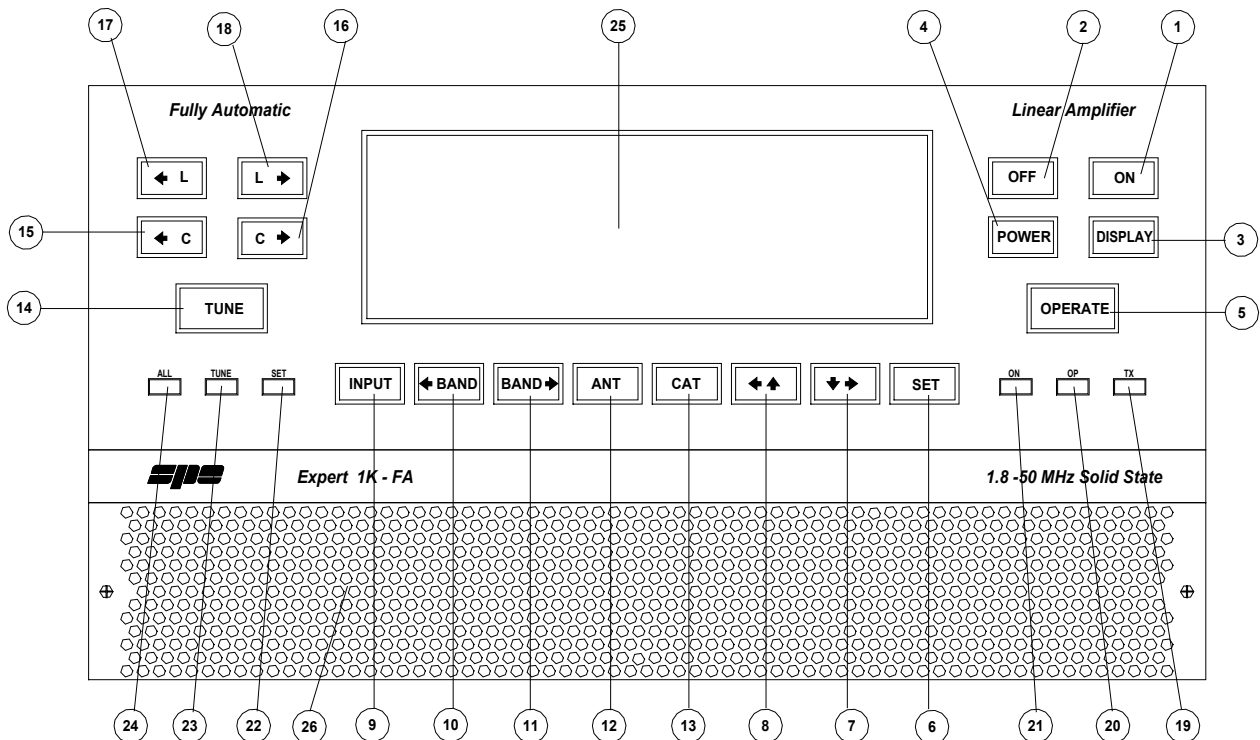 17 18 16 25 4 2 1
Fully Automatic Linear Amplifier
L L OFF ON
15 C C POWER DISPLAY 3
14 TUNE OPERATE 5
ALL TUNE SET INPUT BAND BAND ANT CAT SET ON OP TX
sps Expert 1K - FA 1.8 -50 MHz Solid State
24 23 22 26 9 10 11 12 13 8 7 6 21 20 19